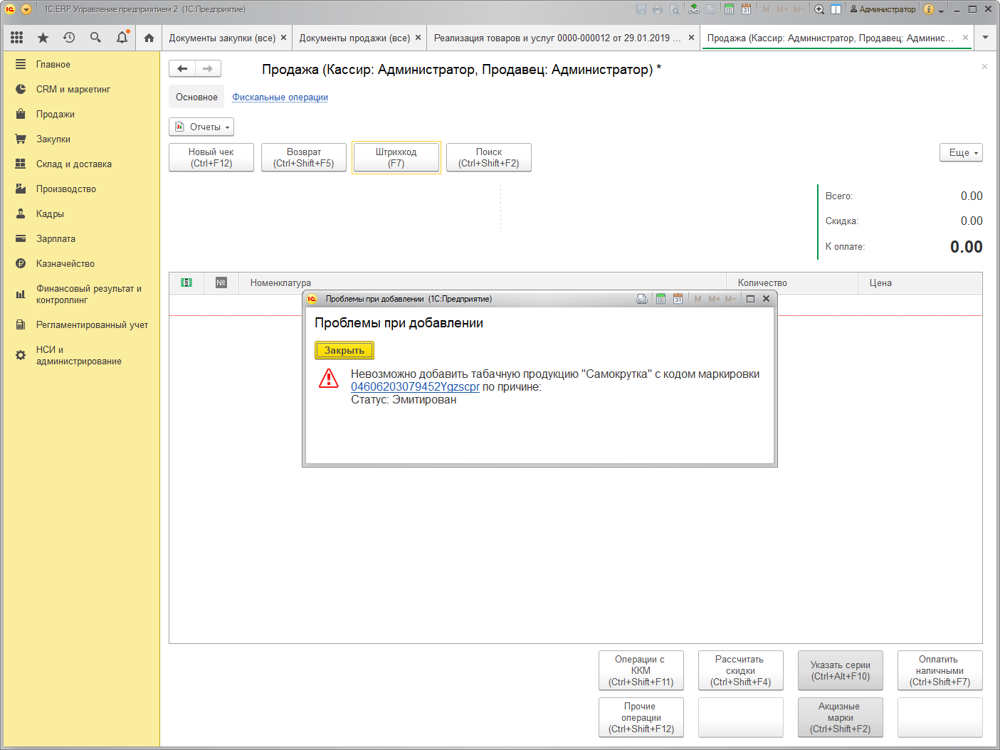 1С:ERP Управление предприятием 2 (1С:Предприятие)
M M+ M-
Администратор
Документы закупки (все)
Документы продажи (все)
Реализация товаров и услуг 0000-000012 от 29.01.2019 ...
Продажа (Кассир: Администратор, Продавец: Админис...
Главное
CRM и маркетинг
Продажи
Закупки
Склад и доставка
Производство
Кадры
Зарплата
Казначейство
Финансовый результат и
контроллинг
Регламентированный учет
НСИ и
администрирование
Продажа (Кассир: Администратор, Продавец: Администратор) *
Основное
Фискальные операции
Отчеты
Новый чек
(Ctrl+F12)
Возврат
(Ctrl+Shift+F5)
Штрихкод
(F7)
Поиск
(Ctrl+Shift+F2)
Еще
Всего: 0.00
Скидка: 0.00
К оплате: 0.00
№
Номенклатура
Количество
Цена
Проблемы при добавлении (1С:Предприятие)
31
M M+ M-
Проблемы при добавлении
Закрыть
Невозможно добавить табачную продукцию "Самокрутка" с кодом маркировки
04606203079452Ygzscpr по причине:
Статус: Эмитирован
Операции с
ККМ
(Ctrl+Shift+F11)
Рассчитать
скидки
(Ctrl+Shift+F4)
Указать серии
(Ctrl+Alt+F10)
Оплатить
наличными
(Ctrl+Shift+F7)
Прочие
операции
(Ctrl+Shift+F12)
Акцизные
марки
(Ctrl+Shift+F2)